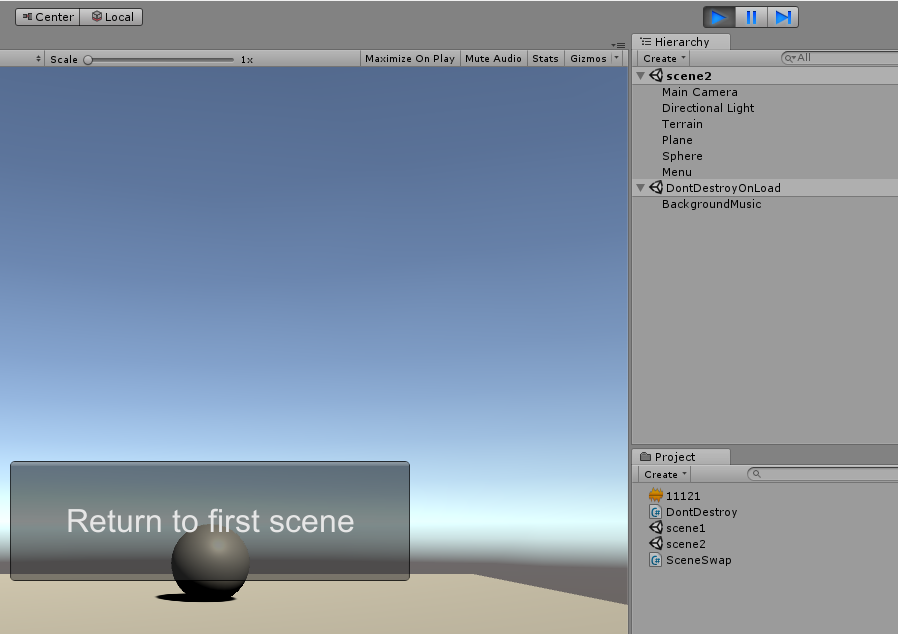 Center Local
Scale 1x Maximize On Play Mute Audio Stats Gizmos
Return to first scene
Hierarchy
Create All
scene2
Main Camera
Directional Light
Terrain
Plane
Sphere
Menu
DontDestroyOnLoad
BackgroundMusic
Project
Create
11121
C# DontDestroy
scene1
scene2
C# SceneSwap